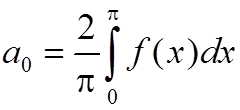 a₀ = 2/π ∫₀^π f(x)dx